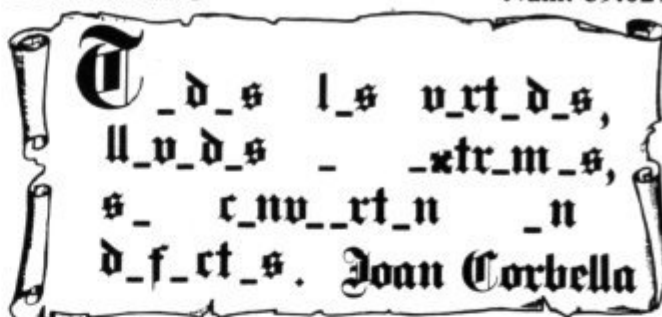 T_d_s l_s v_rt_d_s,
ll_v_d_s _ _xtr_m_s,
s_ c_nv__rt_n _n
d_f_ct_s. Joan Corbella